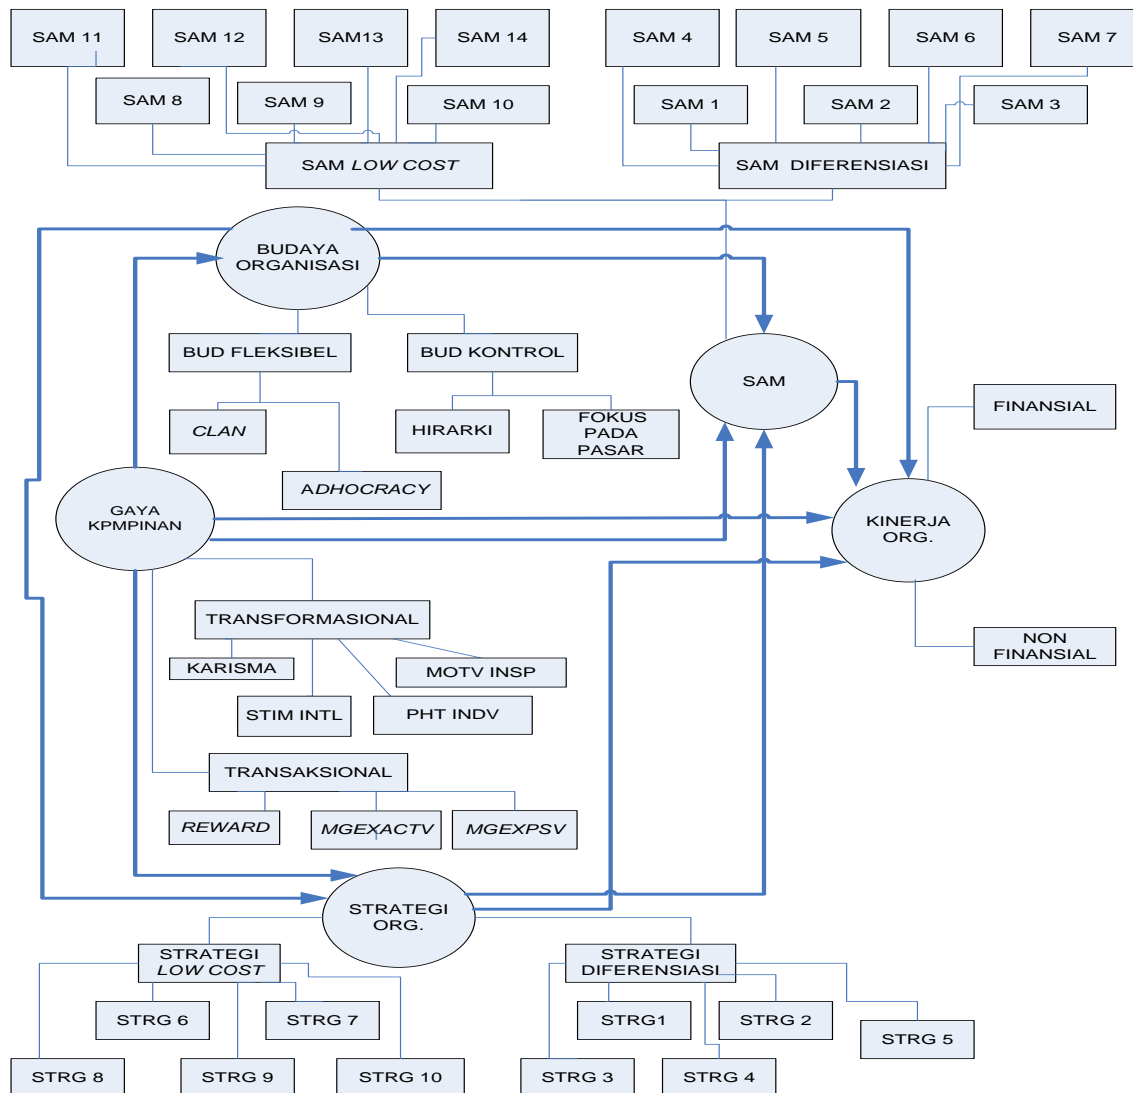 SAM 11
SAM 12
SAM13
SAM 14
SAM 4
SAM 5
SAM 6
SAM 7
SAM 8
SAM 9
SAM 10
SAM 1
SAM 2
SAM 3
SAM LOW COST
SAM DIFERENSIASI
BUDAYA
ORGANISASI
BUD FLEKSIBEL
BUD KONTROL
SAM
CLAN
HIRARKI
FOKUS
PADA
PASAR
FINANSIAL
ADHOCRACY
GAYA
KPMPINAN
KINERJA
ORG.
TRANSFORMASIONAL
KARISMA
MOTV INSP
NON
FINANSIAL
STIM INTL
PHT INDV
TRANSAKSIONAL
REWARD
MGEXACTV
MGEXPSV
STRATEGI
ORG.
STRATEGI
LOW COST
STRATEGI
DIFERENSIASI
STRG 6
STRG 7
STRG1
STRG 2
STRG 5
STRG 8
STRG 9
STRG 10
STRG 3
STRG 4